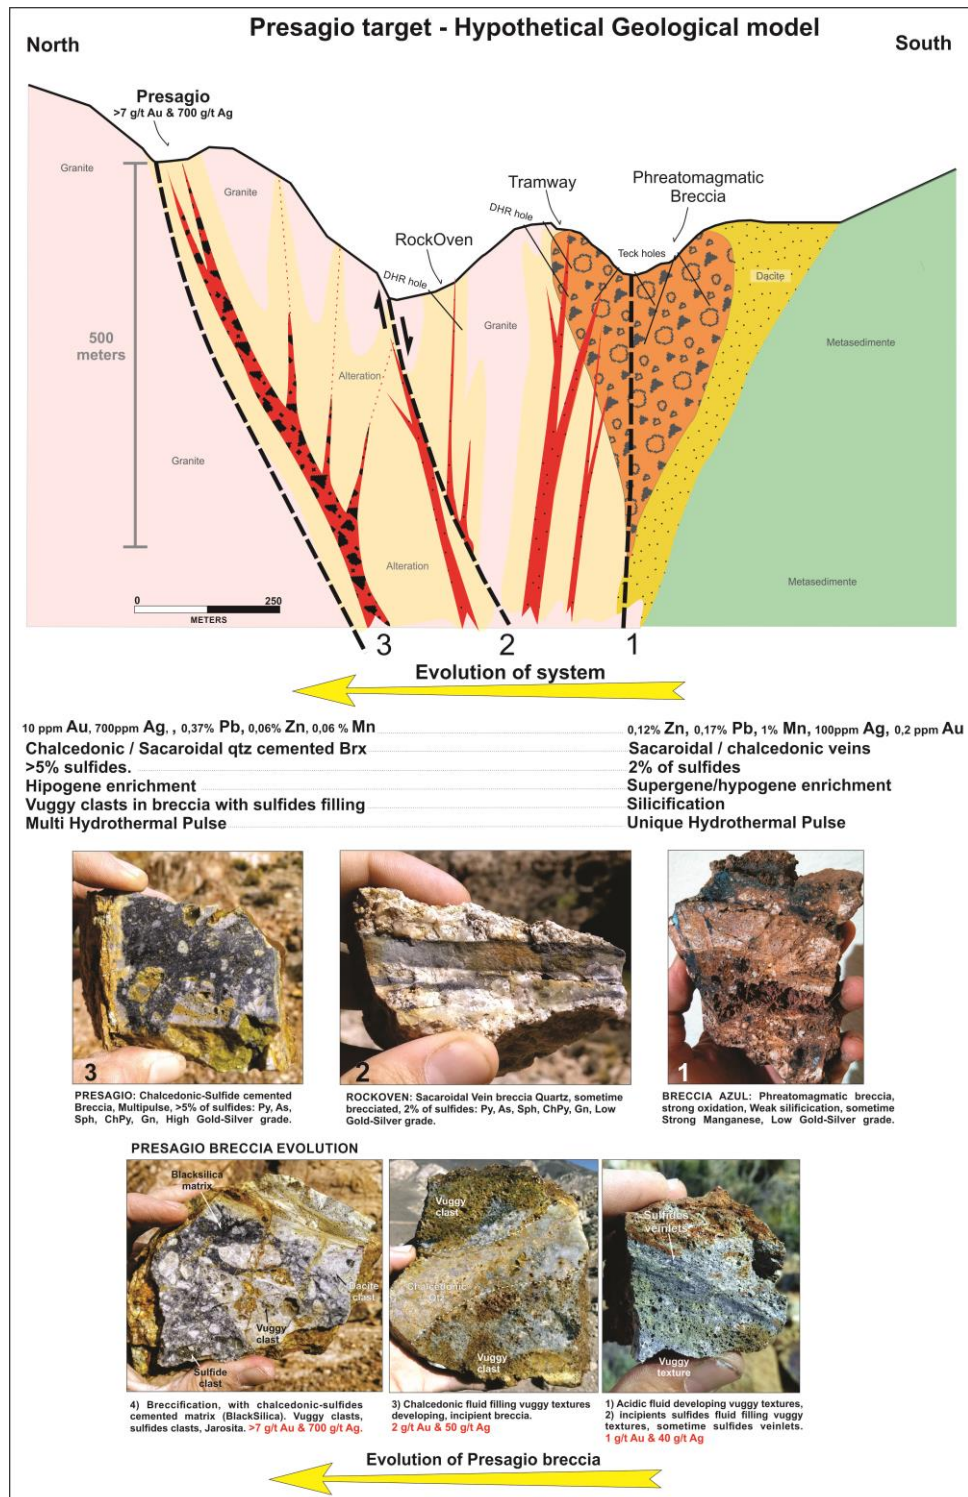 Presagio target - Hypothetical Geological model
North
South
Presagio
>7 g/t Au & 700 g/t Ag
Granite
Granite
Tramway
Phreatomagmatic
Breccia
DHR hole
RockOven
Teck holes
DHR hole
Dacite
Granite
500
meters
Metasedimente
Alteration
Granite
Alteration
Metasedimente
0
250
METERS
3
2
1
Evolution of system
10 ppm Au, 700ppm Ag, , 0,37% Pb, 0,06% Zn, 0,06 % Mn
0,12% Zn, 0,17% Pb, 1% Mn, 100ppm Ag, 0,2 ppm Au
Chalcedonic / Sacaroidal qtz cemented Brx
Sacaroidal / chalcedonic veins
>5% sulfides.
2% of sulfides
Hipogene enrichment
Supergene/hypogene enrichment
Vuggy clasts in breccia with sulfides filling
Silicification
Multi Hydrothermal Pulse
Unique Hydrothermal Pulse
3
2
1
PRESAGIO: Chalcedonic-Sulfide cemented
Breccia, Multipulse, >5% of sulfides: Py, As,
Sph, ChPy, Gn, High Gold-Silver grade.
ROCKOVEN: Sacaroidal Vein breccia Quartz, sometime
brecciated, 2% of sulfides: Py, As, Sph, ChPy, Gn, Low
Gold-Silver grade.
BRECCIA AZUL: Phreatomagmatic breccia,
strong oxidation, Weak silification, sometime
Strong Manganese, Low Gold-Silver grade.
PRESAGIO BRECCIA EVOLUTION
Blacksilica
matrix
Dacite
clast
Vuggy
clast
Sulfide
clast
Vuggy
clast
Chalcedonic
Qtz
Vuggy
clast
Sulfides
veinlets
Vuggy
texture
4) Breccification, with chalcedonic-sulfides
cemented matrix (BlackSilica). Vuggy clasts,
sulfides clasts, Jarosita. >7 g/t Au & 700 g/t Ag.
3) Chalcedonic fluid filling vuggy textures
developing, incipient breccia.
2 g/t Au & 50 g/t Ag
1) Acidic fluid developing vuggy textures,
2) incipients sulfides fluid filling vuggy
textures, sometime sulfides veinlets.
1 g/t Au & 40 g/t Ag
Evolution of Presagio breccia